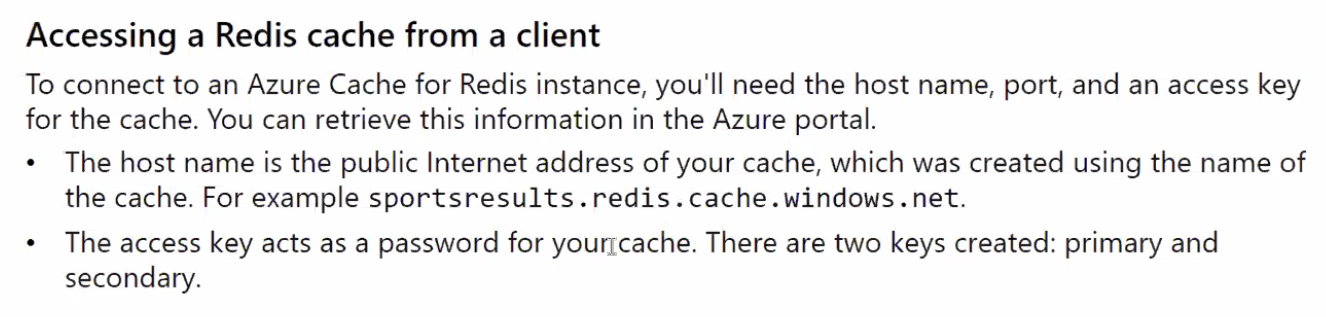 Accessing a Redis cache from a client
To connect to an Azure Cache for Redis instance, you'll need the host name, port, and an access key
for the cache. You can retrieve this information in the Azure portal.
• The host name is the public Internet address of your cache, which was created using the name of
the cache. For example sportsresults.redis.cache.windows.net.
• The access key acts as a password for your cache. There are two keys created: primary and
secondary.